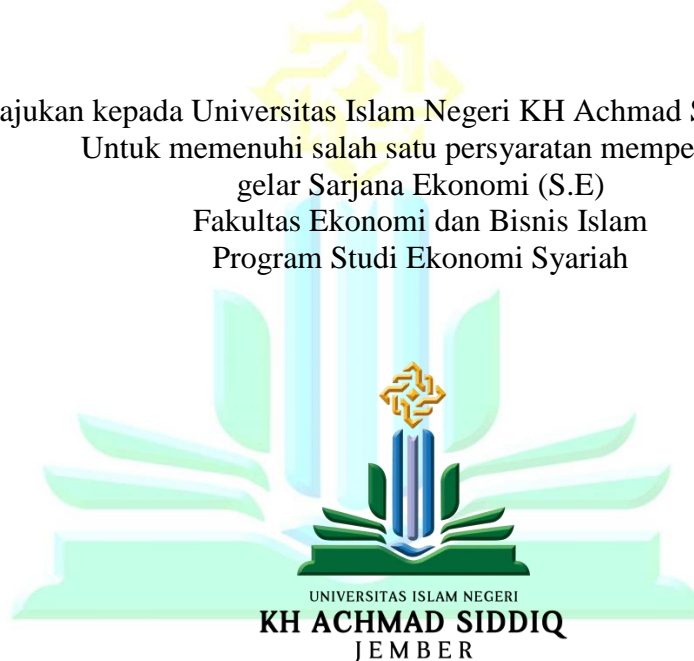 ajukan kepada Universitas Islam Negeri KH Achmad S
Untuk memenuhi salah satu persyaratan mempe
gelar Sarjana Ekonomi (S.E)
Fakultas Ekonomi dan Bisnis Islam
Program Studi Ekonomi Syariah
UNIVERSITAS ISLAM NEGERI
KH ACHMAD SIDDIQ
JEMBER